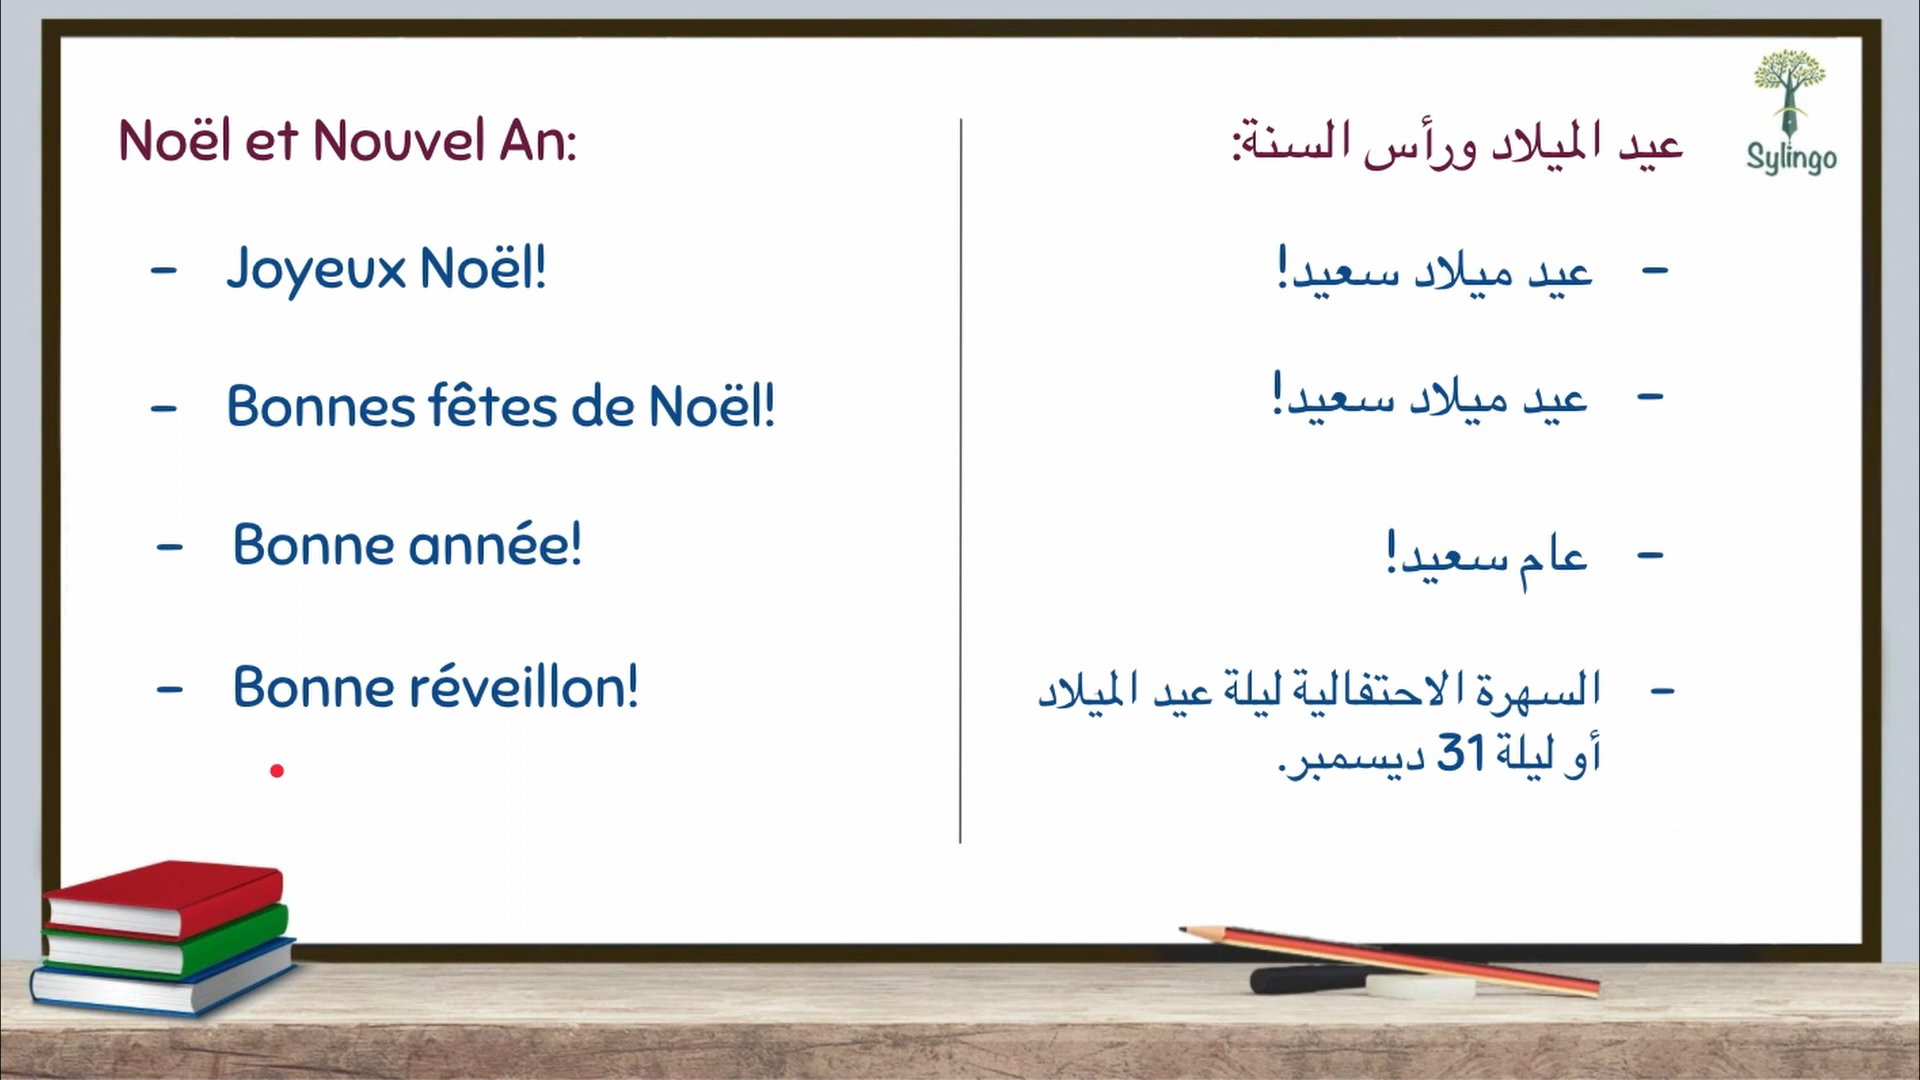 Noël et Nouvel An:
- Joyeux Noël!
- Bonnes fêtes de Noël!
- Bonne année!
- Bonne réveillon!
عيد الميلاد ورأس السنة:
- عيد ميلاد سعيد!
- عيد ميلاد سعيد!
- عام سعيد!
- السهرة الاحتفالية ليلة عيد الميلاد
أو ليلة 31 ديسمبر.
Sylingo